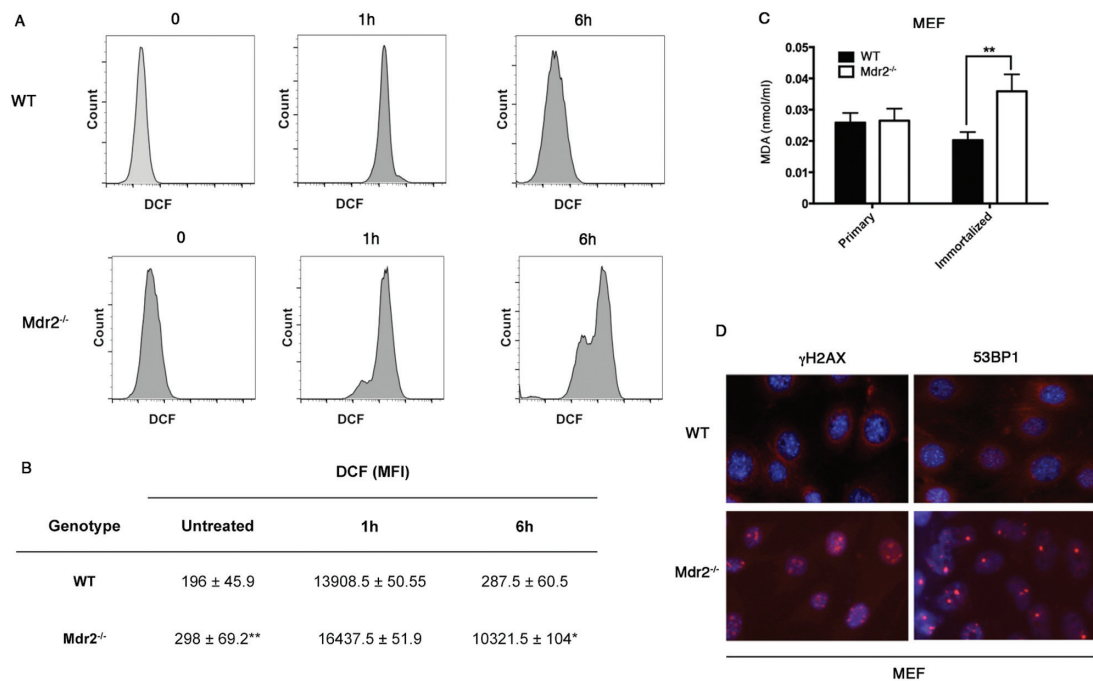 A
0
1h
6h
WT
Count
Count
Count
DCF
DCF
DCF
0
1h
6h
Mdr2-/-
Count
Count
Count
DCF
DCF
DCF
B
DCF (MFI)
Genotype Untreated 1h 6h
WT 196 ± 45.9 13908.5 ± 50.55 287.5 ± 60.5
Mdr2-/- 298 ± 69.2** 16437.5 ± 51.9 10321.5 ± 104*
C
MEF
WT
Mdr2-/-
**
MDA (nmol/ml)
0.05
0.04
0.03
0.02
0.01
0
Primary
Immortalized
D
γH2AX
53BP1
WT
Mdr2-/-
MEF